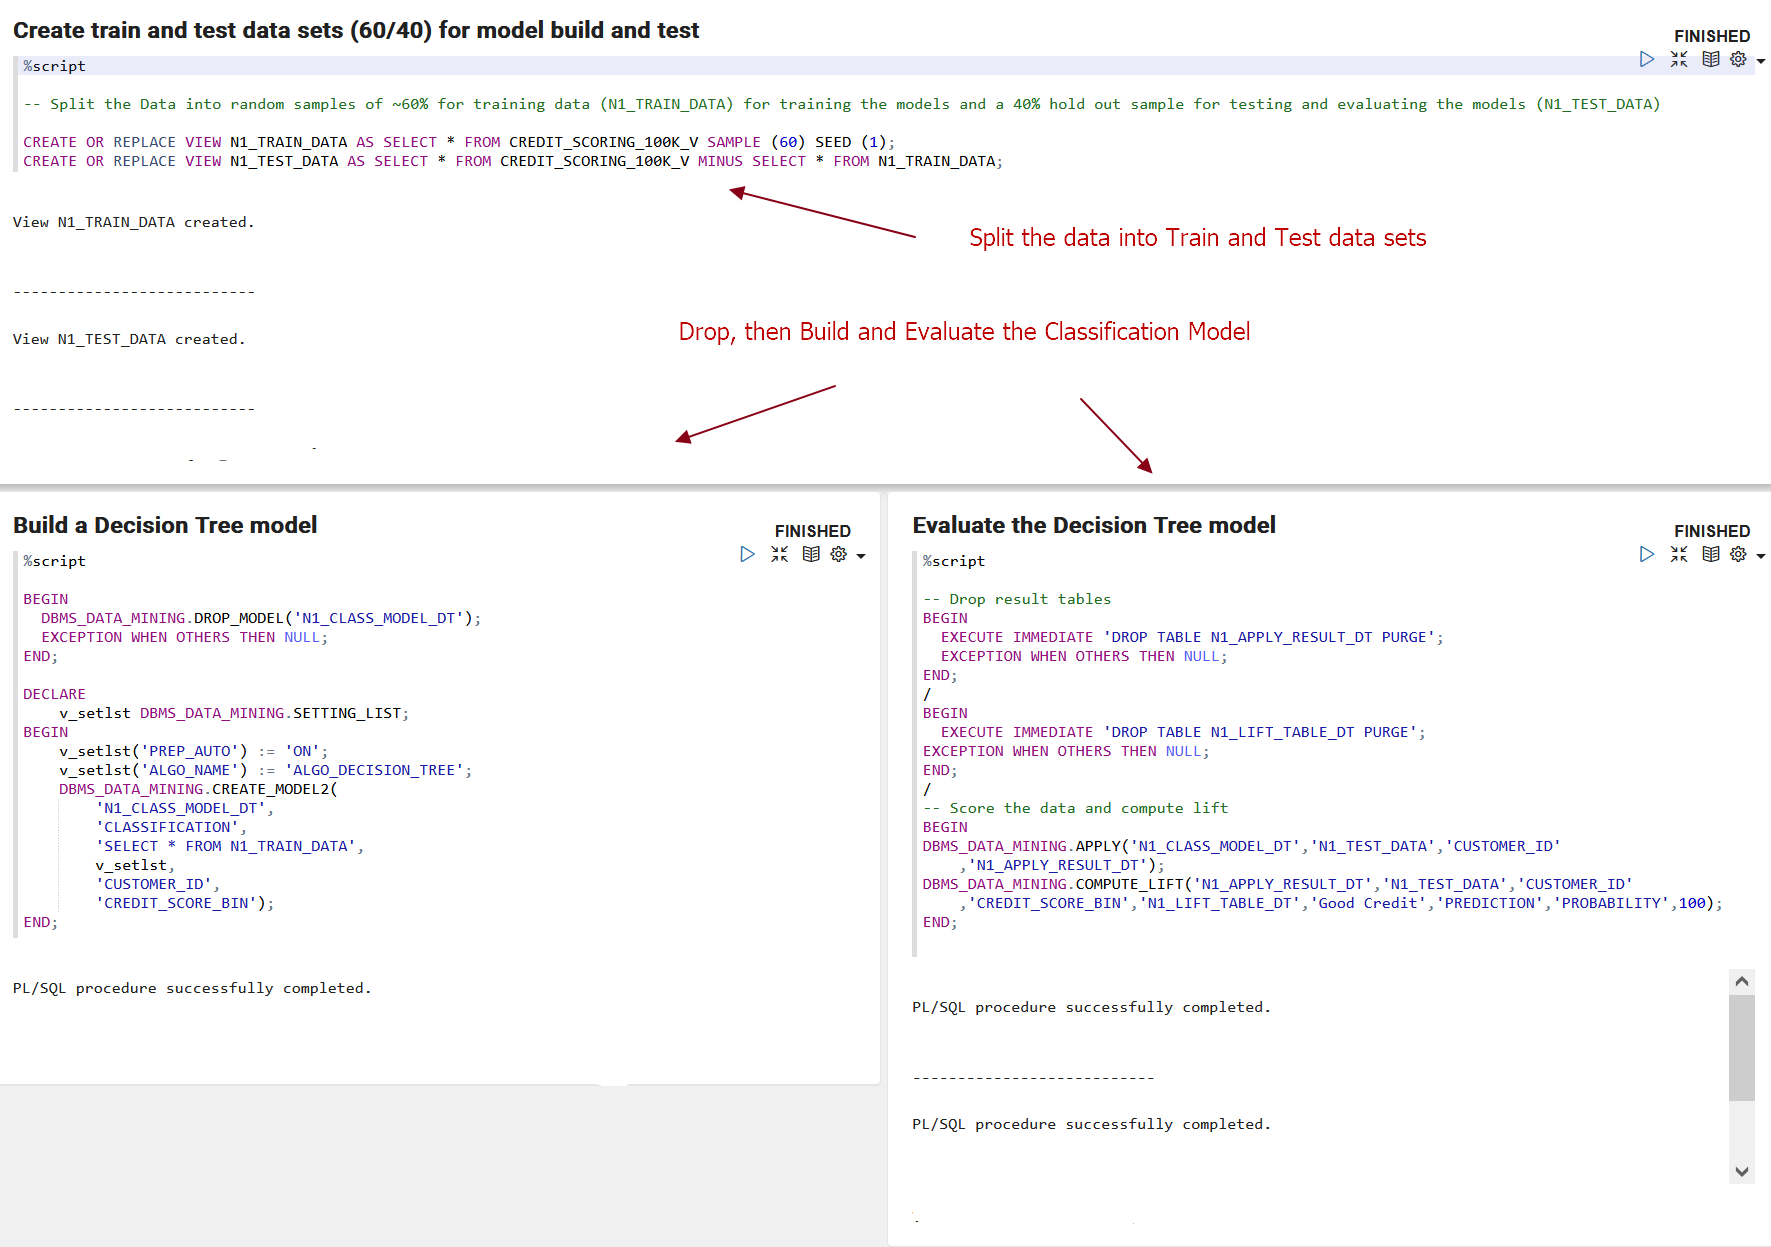 Create train and test data sets (60/40) for model build and test
FINISHED
%script
-- Split the Data into random samples of ~60% for training data (N1_TRAIN_DATA) for training the models and a 40% hold out sample for testing and evaluating the models (N1_TEST_DATA)
CREATE OR REPLACE VIEW N1_TRAIN_DATA AS SELECT * FROM CREDIT_SCORING_100K_V SAMPLE (60) SEED (1);
CREATE OR REPLACE VIEW N1_TEST_DATA AS SELECT * FROM CREDIT_SCORING_100K_V MINUS SELECT * FROM N1_TRAIN_DATA;
View N1_TRAIN_DATA created.
Split the data into Train and Test data sets
---------------------------
View N1_TEST_DATA created.
Drop, then Build and Evaluate the Classification Model
---------------------------
Build a Decision Tree model
FINISHED
%script
BEGIN
  DBMS_DATA_MINING.DROP_MODEL('N1_CLASS_MODEL_DT');
  EXCEPTION WHEN OTHERS THEN NULL;
END;
DECLARE
    v_setlst DBMS_DATA_MINING.SETTING_LIST;
BEGIN
    v_setlst('PREP_AUTO') := 'ON';
    v_setlst('ALGO_NAME') := 'ALGO_DECISION_TREE';
    DBMS_DATA_MINING.CREATE_MODEL2(
        'N1_CLASS_MODEL_DT',
        'CLASSIFICATION',
        'SELECT * FROM N1_TRAIN_DATA',
        v_setlst,
        'CUSTOMER_ID',
        'CREDIT_SCORE_BIN');
END;
PL/SQL procedure successfully completed.
Evaluate the Decision Tree model
FINISHED
%script
-- Drop result tables
BEGIN
  EXECUTE IMMEDIATE 'DROP TABLE N1_APPLY_RESULT_DT PURGE';
  EXCEPTION WHEN OTHERS THEN NULL;
END;
/
BEGIN
  EXECUTE IMMEDIATE 'DROP TABLE N1_LIFT_TABLE_DT PURGE';
EXCEPTION WHEN OTHERS THEN NULL;
END;
/
-- Score the data and compute lift
BEGIN
DBMS_DATA_MINING.APPLY('N1_CLASS_MODEL_DT','N1_TEST_DATA','CUSTOMER_ID'
    ,'N1_APPLY_RESULT_DT');
DBMS_DATA_MINING.COMPUTE_LIFT('N1_APPLY_RESULT_DT','N1_TEST_DATA','CUSTOMER_ID'
    ,'CREDIT_SCORE_BIN','N1_LIFT_TABLE_DT','Good Credit','PREDICTION','PROBABILITY',100);
END;
PL/SQL procedure successfully completed.
---------------------------
PL/SQL procedure successfully completed.